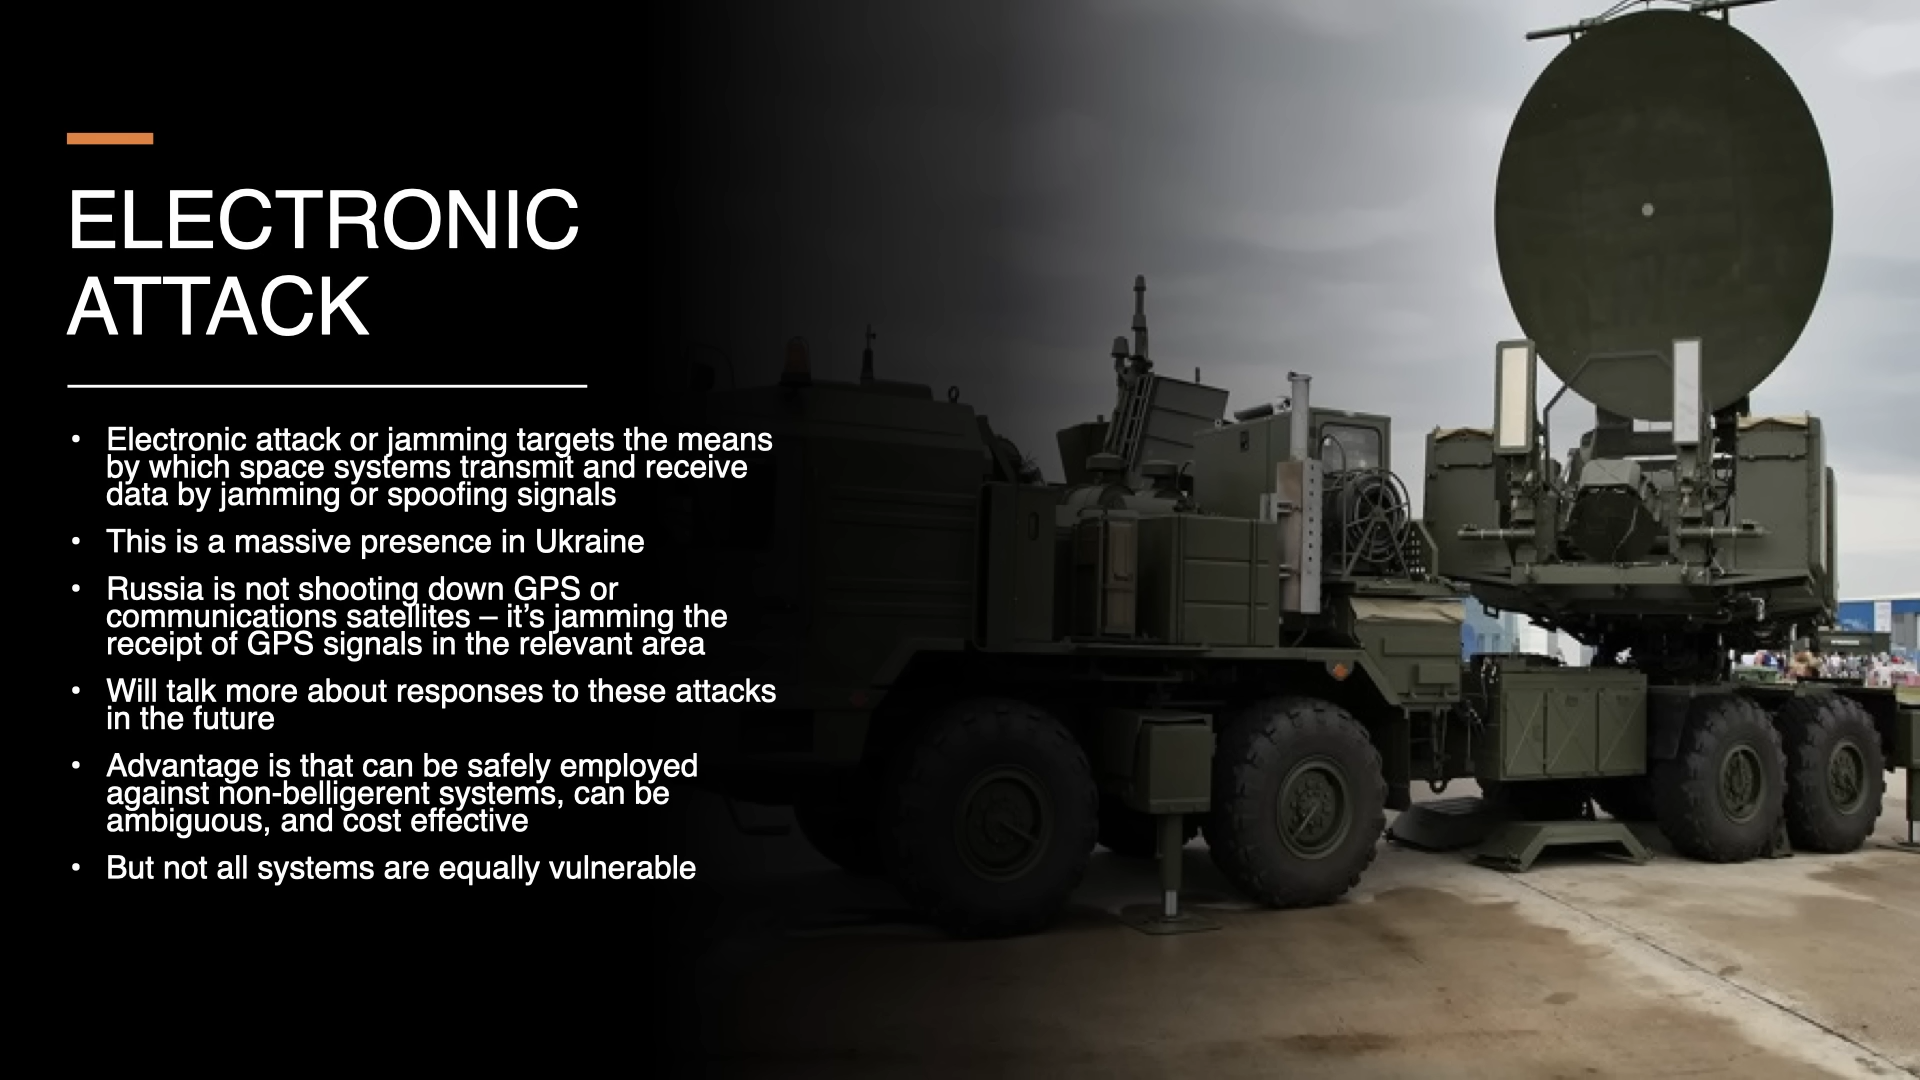 ELECTRONIC
ATTACK
• Electronic attack or jamming targets the means
by which space systems transmit and receive
data by jamming or spoofing signals
• This is a massive presence in Ukraine
• Russia is not shooting down GPS or
communications satellites – it’s jamming the
receipt of GPS signals in the relevant area
• Will talk more about responses to these attacks
in the future
• Advantage is that can be safely employed
against non-belligerent systems, can be
ambiguous, and cost effective
• But not all systems are equally vulnerable